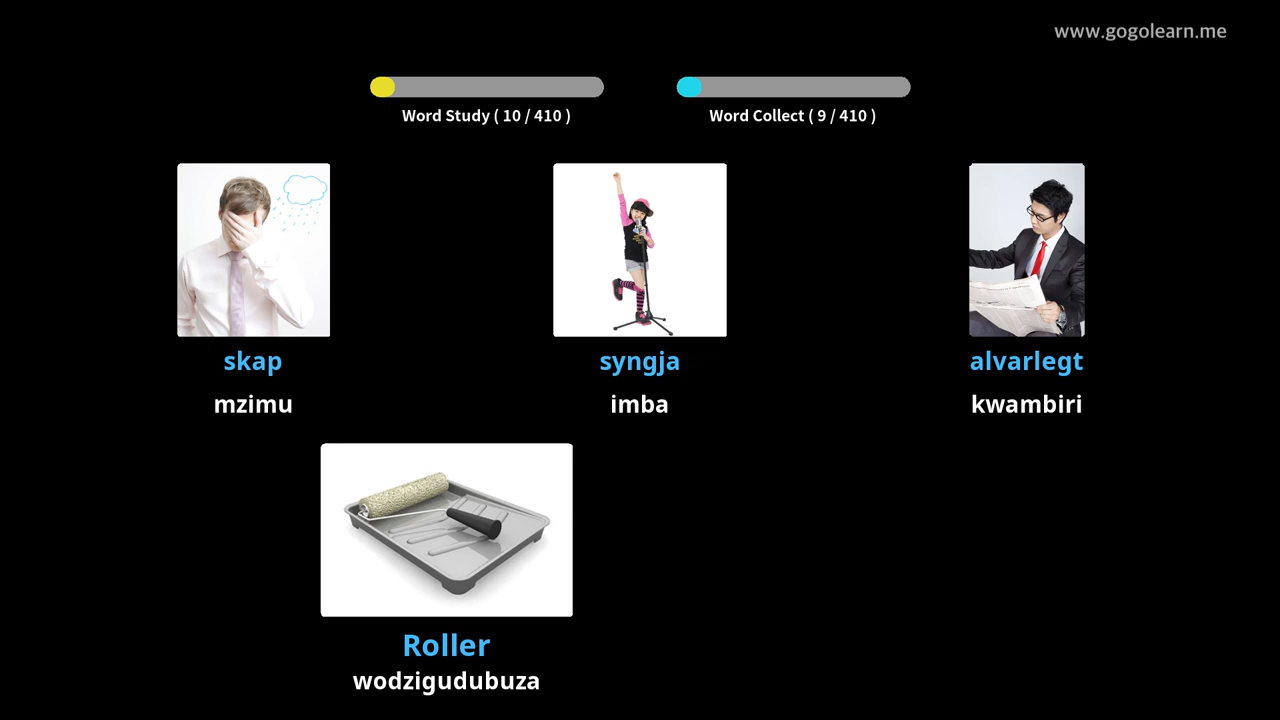 www.gogolearn.me
Word Study ( 10 / 410 )
Word Collect ( 9 / 410 )
skap
syngja
alvarlegt
mzimu
imba
kwambiri
Roller
wodzigudubuza